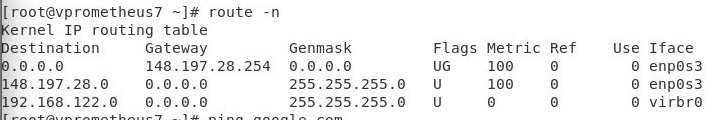 [root@vprometheus7 ~]# route -n
Kernel IP routing table
Destination     Gateway         Genmask         Flags Metric Ref    Use Iface
0.0.0.0         148.197.28.254  0.0.0.0         UG    100    0        0 enp0s3
148.197.28.0    0.0.0.0         255.255.255.0   U     100    0        0 enp0s3
192.168.122.0   0.0.0.0         255.255.255.0   U     0      0        0 virbr0
[root@vprometheus7 ~]# ping google.com